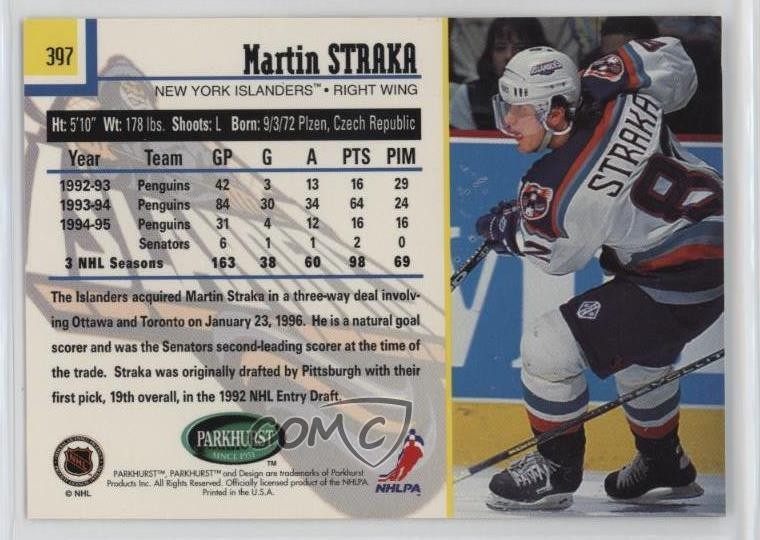 397
Martin STRAKA
NEW YORK ISLANDERS™ • RIGHT WING
Ht: 5'10" Wt: 178 lbs. Shoots: L Born: 9/3/72 Plzen, Czech Republic
Year Team GP G A PTS PIM
1992-93 Penguins 42 3 13 16 29
1993-94 Penguins 84 30 34 64 24
1994-95 Penguins 31 4 12 16 16
Senators 6 1 1 2 0
3 NHL Seasons 163 38 60 98 69
The Islanders acquired Martin Straka in a three-way deal involv-
ing Ottawa and Toronto on January 23, 1996. He is a natural goal
scorer and was the Senators second-leading scorer at the time of
the trade. Straka was originally drafted by Pittsburgh with their
first pick, 19th overall, in the 1992 NHL Entry Draft.
PARKHURST
SINCE 1951
™
COMC
NHL
© NHL
PARKHURST™, PARKHURST™ and Design are trademarks of Parkhurst
Products Inc. All Rights Reserved. Officially licensed product of the NHLPA.
Printed in the U.S.A.
NHLPA
STRAKA
8